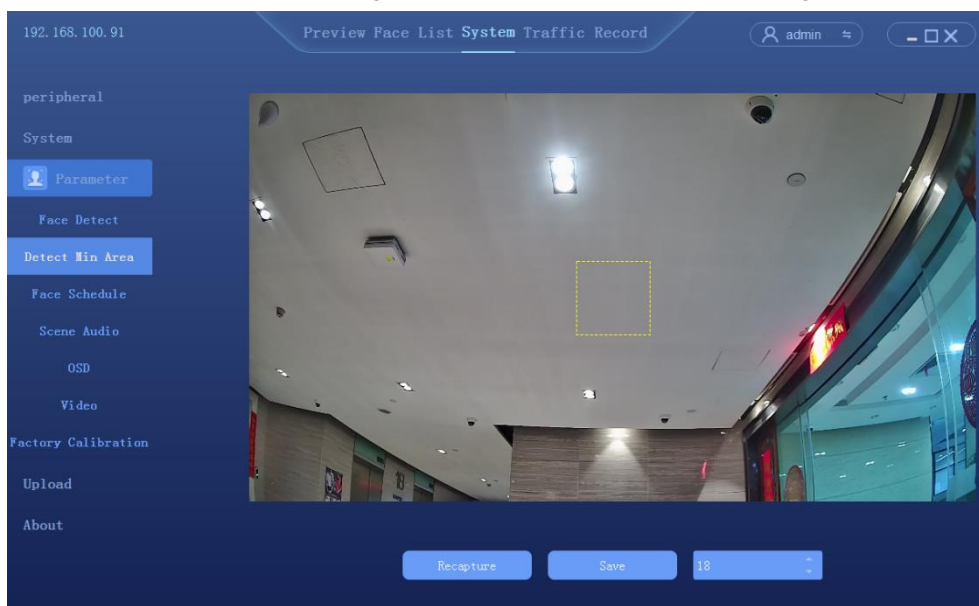 192.168.100.91
Preview Face List System Traffic Record
admin
peripheral
System
Parameter
Face Detect
Detect Min Area
Face Schedule
Scene Audio
OSD
Video
Factory Calibration
Upload
About
Recapture
Save
18